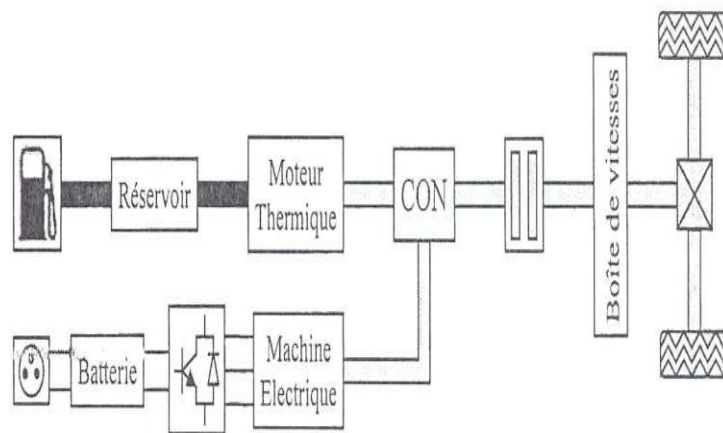 Réservoir
Moteur
Thermique
CON
Boîte de vitesses
Batterie
Machine
Electrique